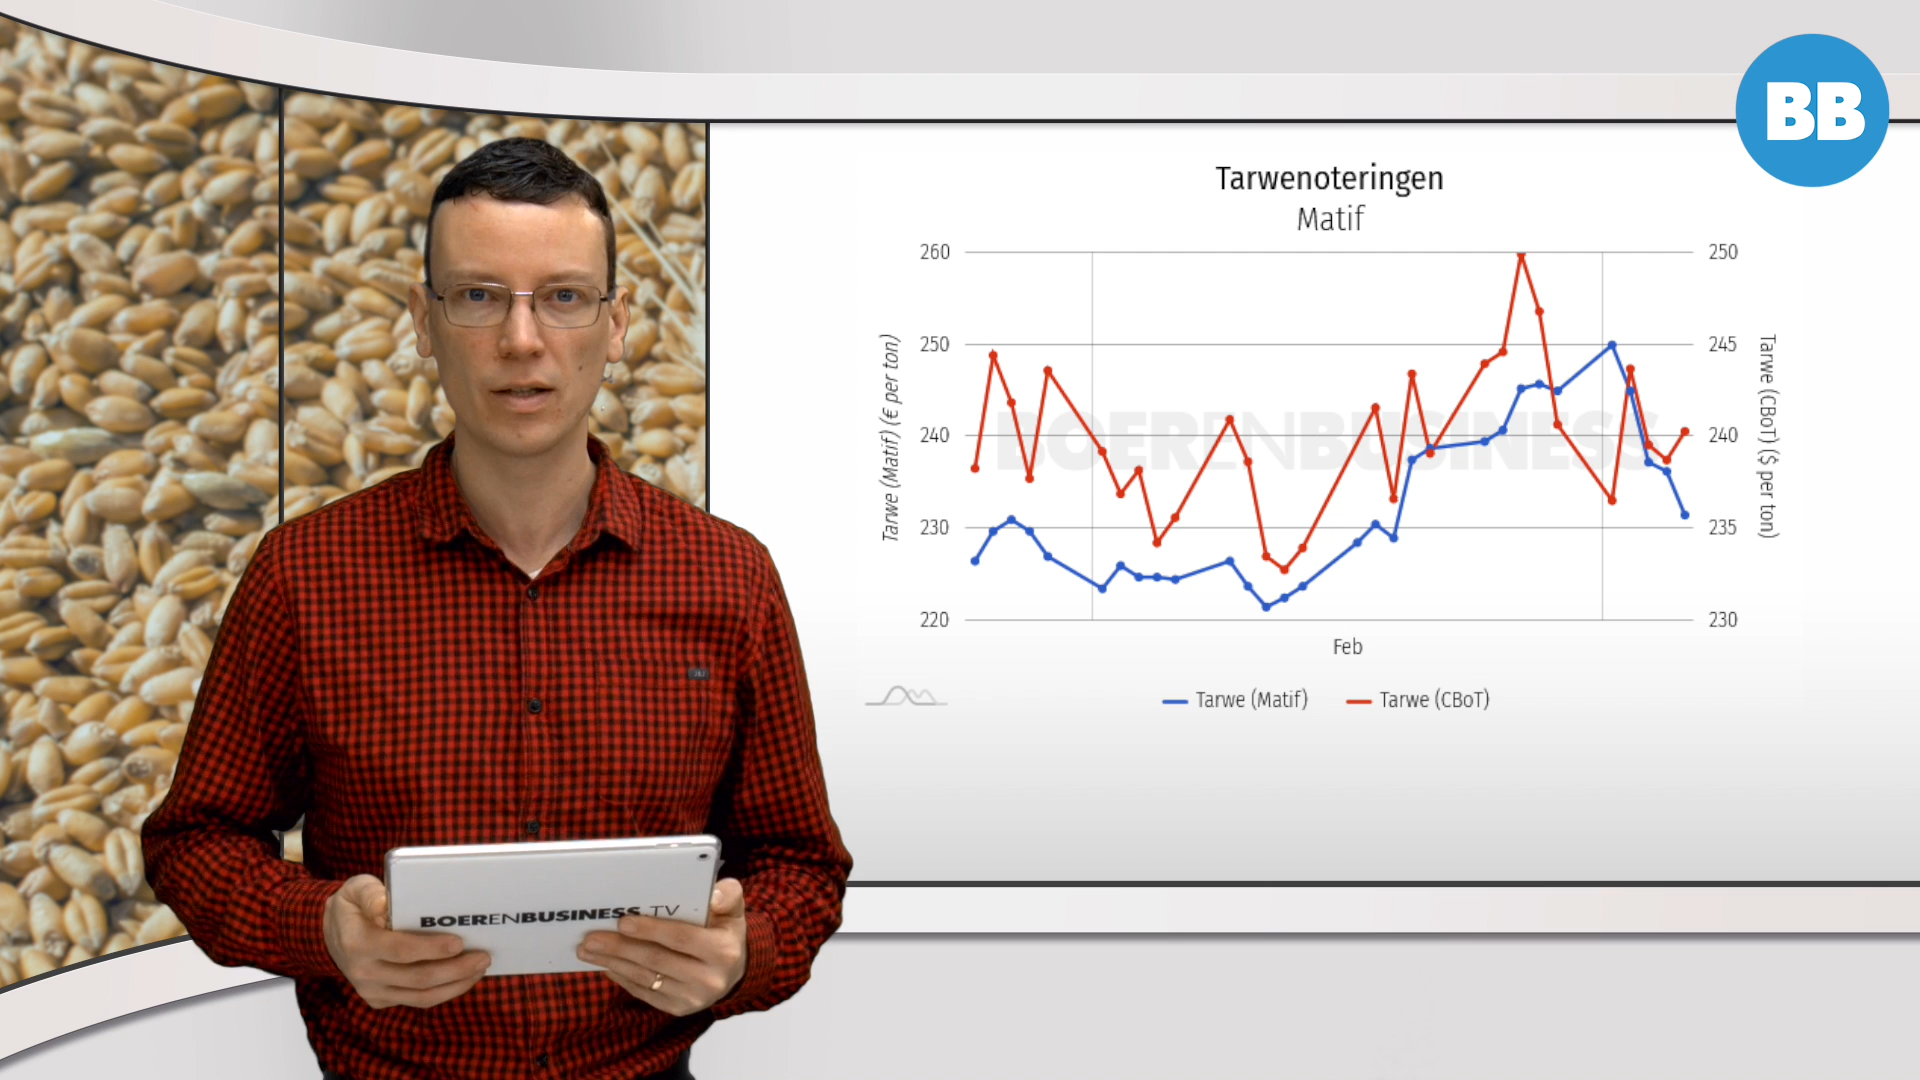 BB
Tarwenoteringen
Matif
260
250
240
230
220
250
245
240
235
230
Tarwe (Matif) (€ per ton)
Tarwe (CBoT) ($ per ton)
BOERENBUSINESS
Feb
Tarwe (Matif)
Tarwe (CBoT)
BOERENBUSINESS TV